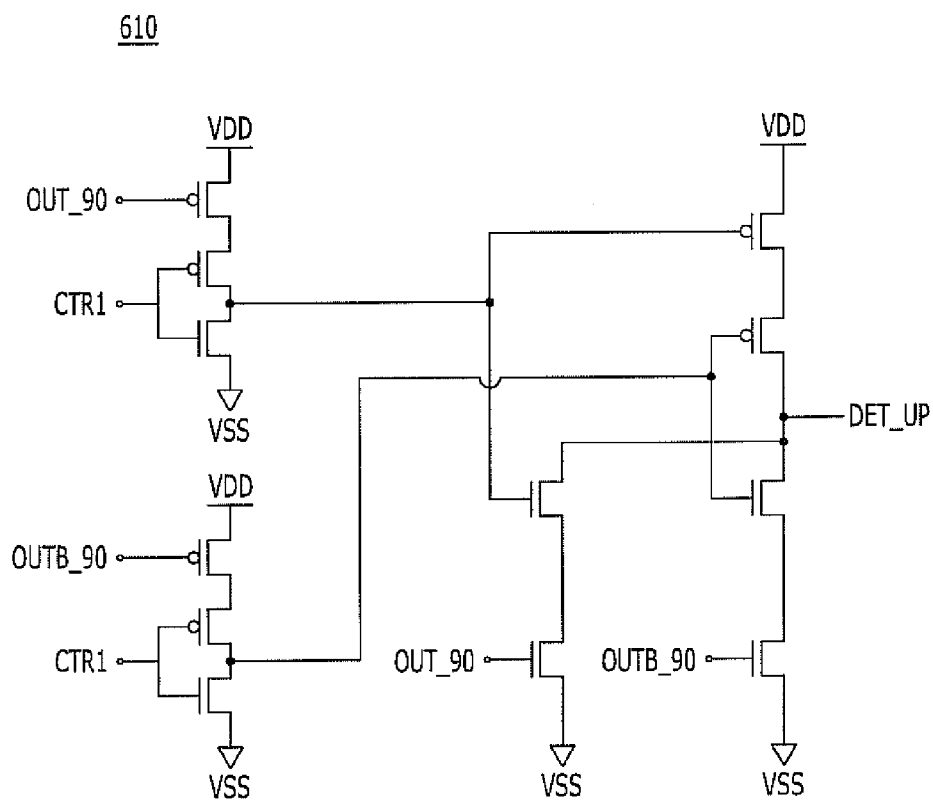 610
VDD
VDD
OUT_90
CTR1
VSS
DET_UP
VDD
OUTB_90
CTR1
OUT_90
OUTB_90
VSS
VSS
VSS